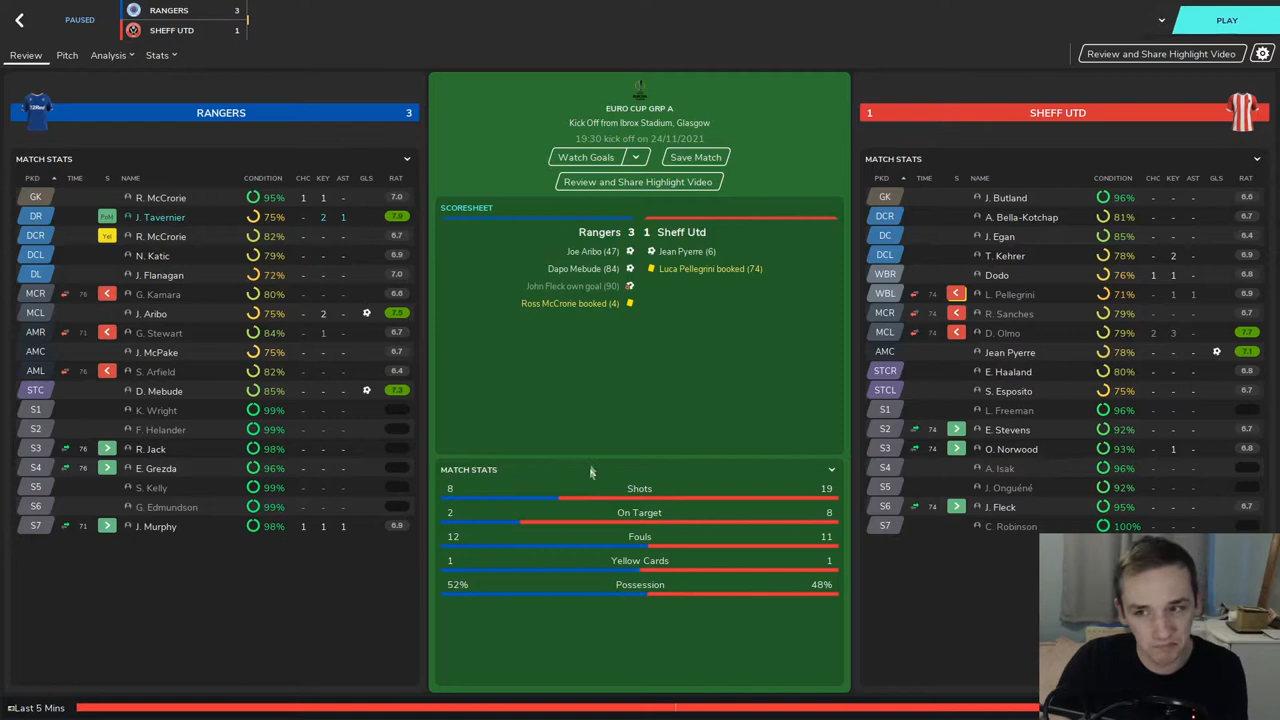 PAUSED
RANGERS 3
SHEFF UTD 1
PLAY
Review Pitch Analysis Stats
Review and Share Highlight Video
RANGERS 3
MATCH STATS
PKD TIME S NAME CONDITION CHC KEY AST GLS RAT
GK R. McCrorie 95% 1 1 - 7.0
DR PoM J. Tavernier 75% - 2 1 7.9
DCR Yel R. McCrorie 82% - - - 6.7
DCL N. Katic 79% - - - 6.9
DL J. Flanagan 72% - - - 7.0
MCR 76 G. Kamara 80% - - - 6.6
MCL J. Aribo 75% - 2 - 7.5
AMR 71 G. Stewart 84% - 1 - 6.7
AMC J. McPake 75% - - - 6.7
AML 76 S. Arfield 82% - - - 6.4
STC D. Mebude 85% - - - 7.3
S1 K. Wright 99%
S2 F. Helander 99%
S3 76 R. Jack 98% - - -
S4 76 E. Grezda 96% - - -
S5 S. Kelly 99%
S6 G. Edmundson 99%
S7 71 J. Murphy 98% 1 1 1 6.9
EURO CUP GRP A
Kick Off from Ibrox Stadium, Glasgow
19:30 kick off on 24/11/2021
Watch Goals Save Match
Review and Share Highlight Video
SCORESHEET
Rangers 3 1 Sheff Utd
Joe Aribo (47) Jean Pyerre (6)
Dapo Mebude (84) Luca Pellegrini booked (74)
John Fleck own goal (90)
Ross McCrorie booked (4)
MATCH STATS
8 Shots 19
2 On Target 8
12 Fouls 11
1 Yellow Cards 1
52% Possession 48%
1 SHEFF UTD
MATCH STATS
PKD TIME S NAME CONDITION CHC KEY AST GLS RAT
GK J. Butland 96% - - - 6.6
DCR A. Bella-Kotchap 81% - - - 6.7
DC J. Egan 85% - - - 6.4
DCL T. Kehrer 78% - 2 - 6.9
WBR Dodo 76% 1 1 - 6.8
WBL 74 L. Pellegrini 71% - 1 1 6.9
MCR 74 R. Sanches 79% - - - 6.7
MCL 74 D. Olmo 79% 2 3 - 7.7
AMC Jean Pyerre 78% - - - 7.1
STCR E. Haaland 80% - - - 6.8
STCL S. Esposito 75% - - - 6.7
S1 L. Freeman 96%
S2 74 E. Stevens 92% - - - 6.7
S3 74 O. Norwood 93% - 1 - 6.8
S4 A. Isak 96%
S5 J. Onguéné 92%
S6 74 J. Fleck 95% - - - 6.7
S7 C. Robinson 100%
Last 5 Mins